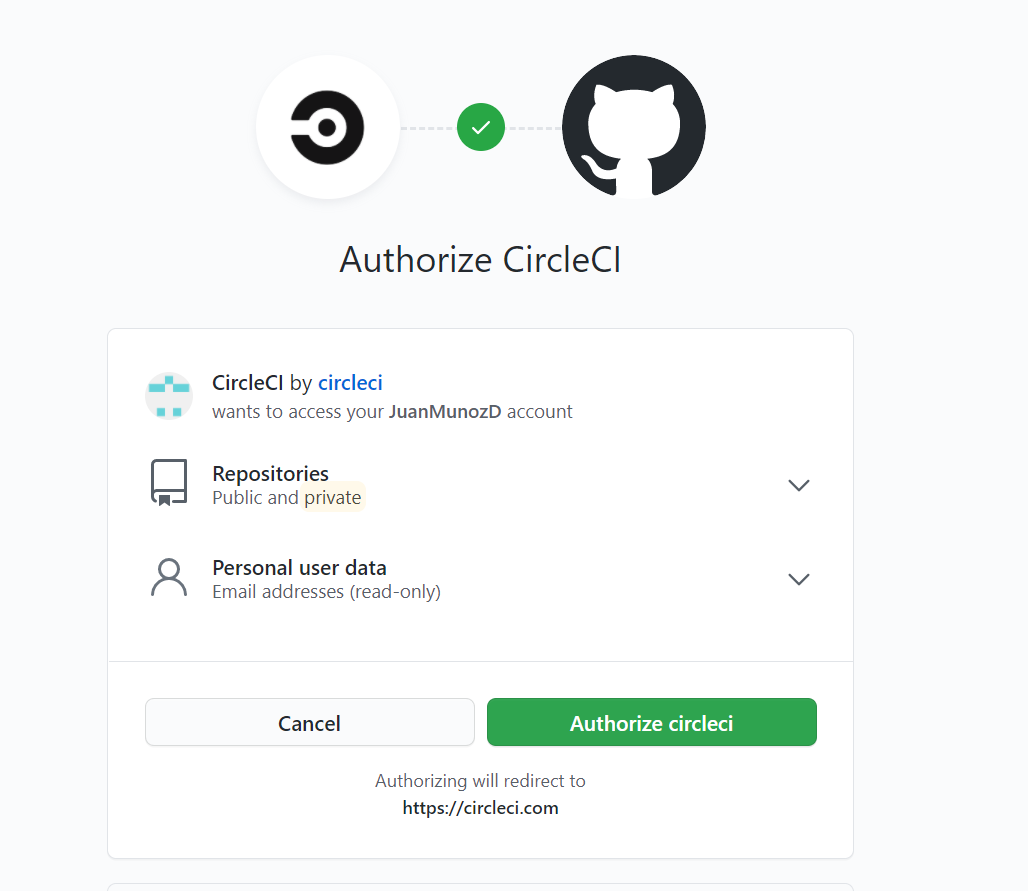 Authorize CircleCI
CircleCI by circleci
wants to access your JuanMunozD account
Repositories
Public and private
Personal user data
Email addresses (read-only)
Cancel
Authorize circleci
Authorizing will redirect to
https://circleci.com